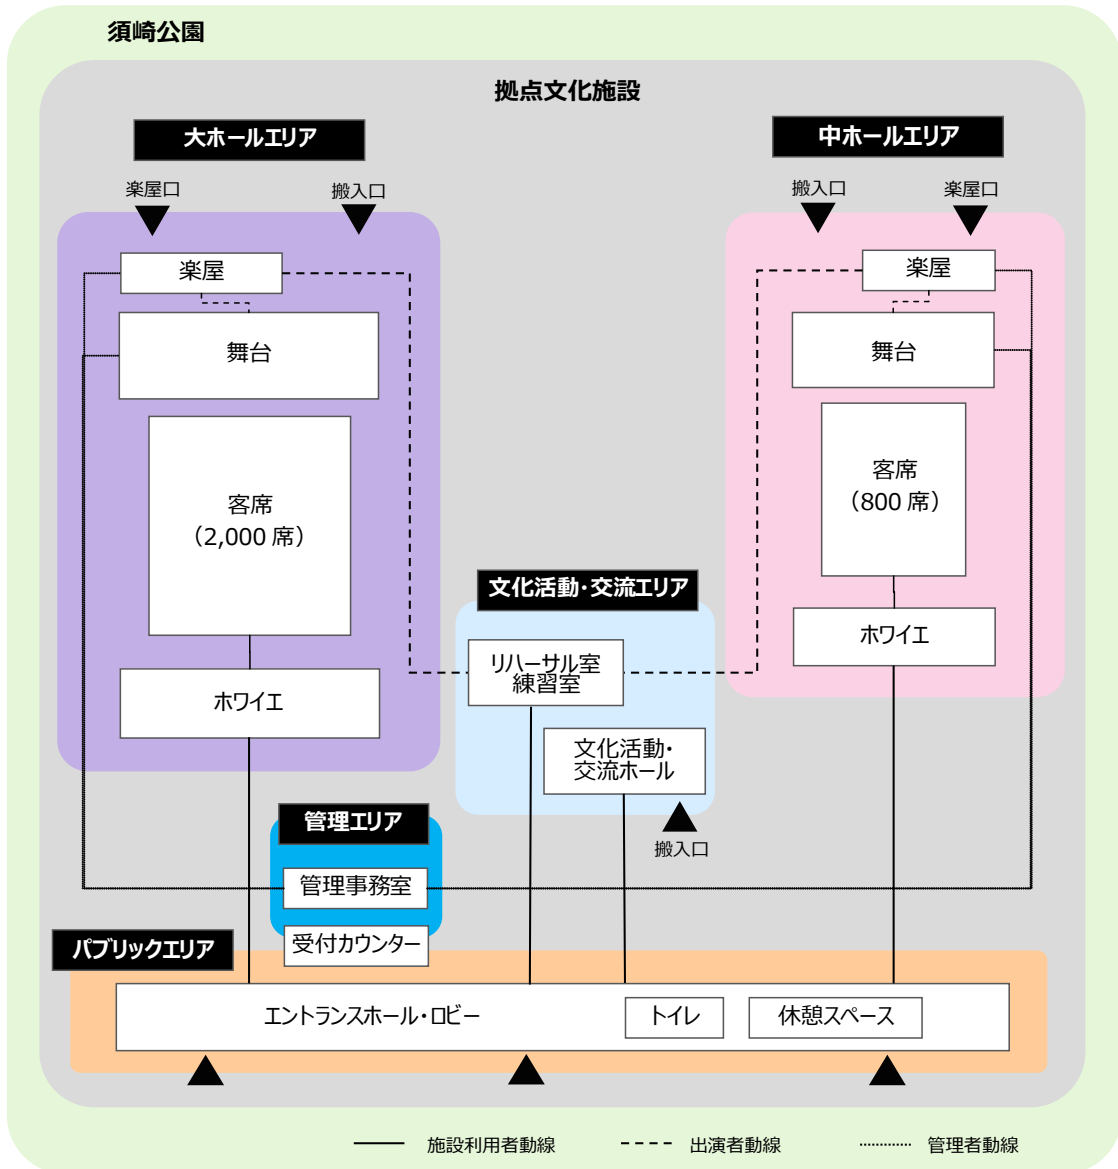 須崎公園
拠点文化施設
大ホールエリア
中ホールエリア
楽屋口
搬入口
搬入口
楽屋口
楽屋
楽屋
舞台
舞台
客席
（2,000 席）
客席
（800 席）
文化活動・交流エリア
ホワイエ
リハーサル室
練習室
ホワイエ
文化活動・
交流ホール
管理エリア
搬入口
管理事務室
受付カウンター
パブリックエリア
エントランスホール・ロビー
トイレ
休憩スペース
施設利用者動線
出演者動線
管理者動線